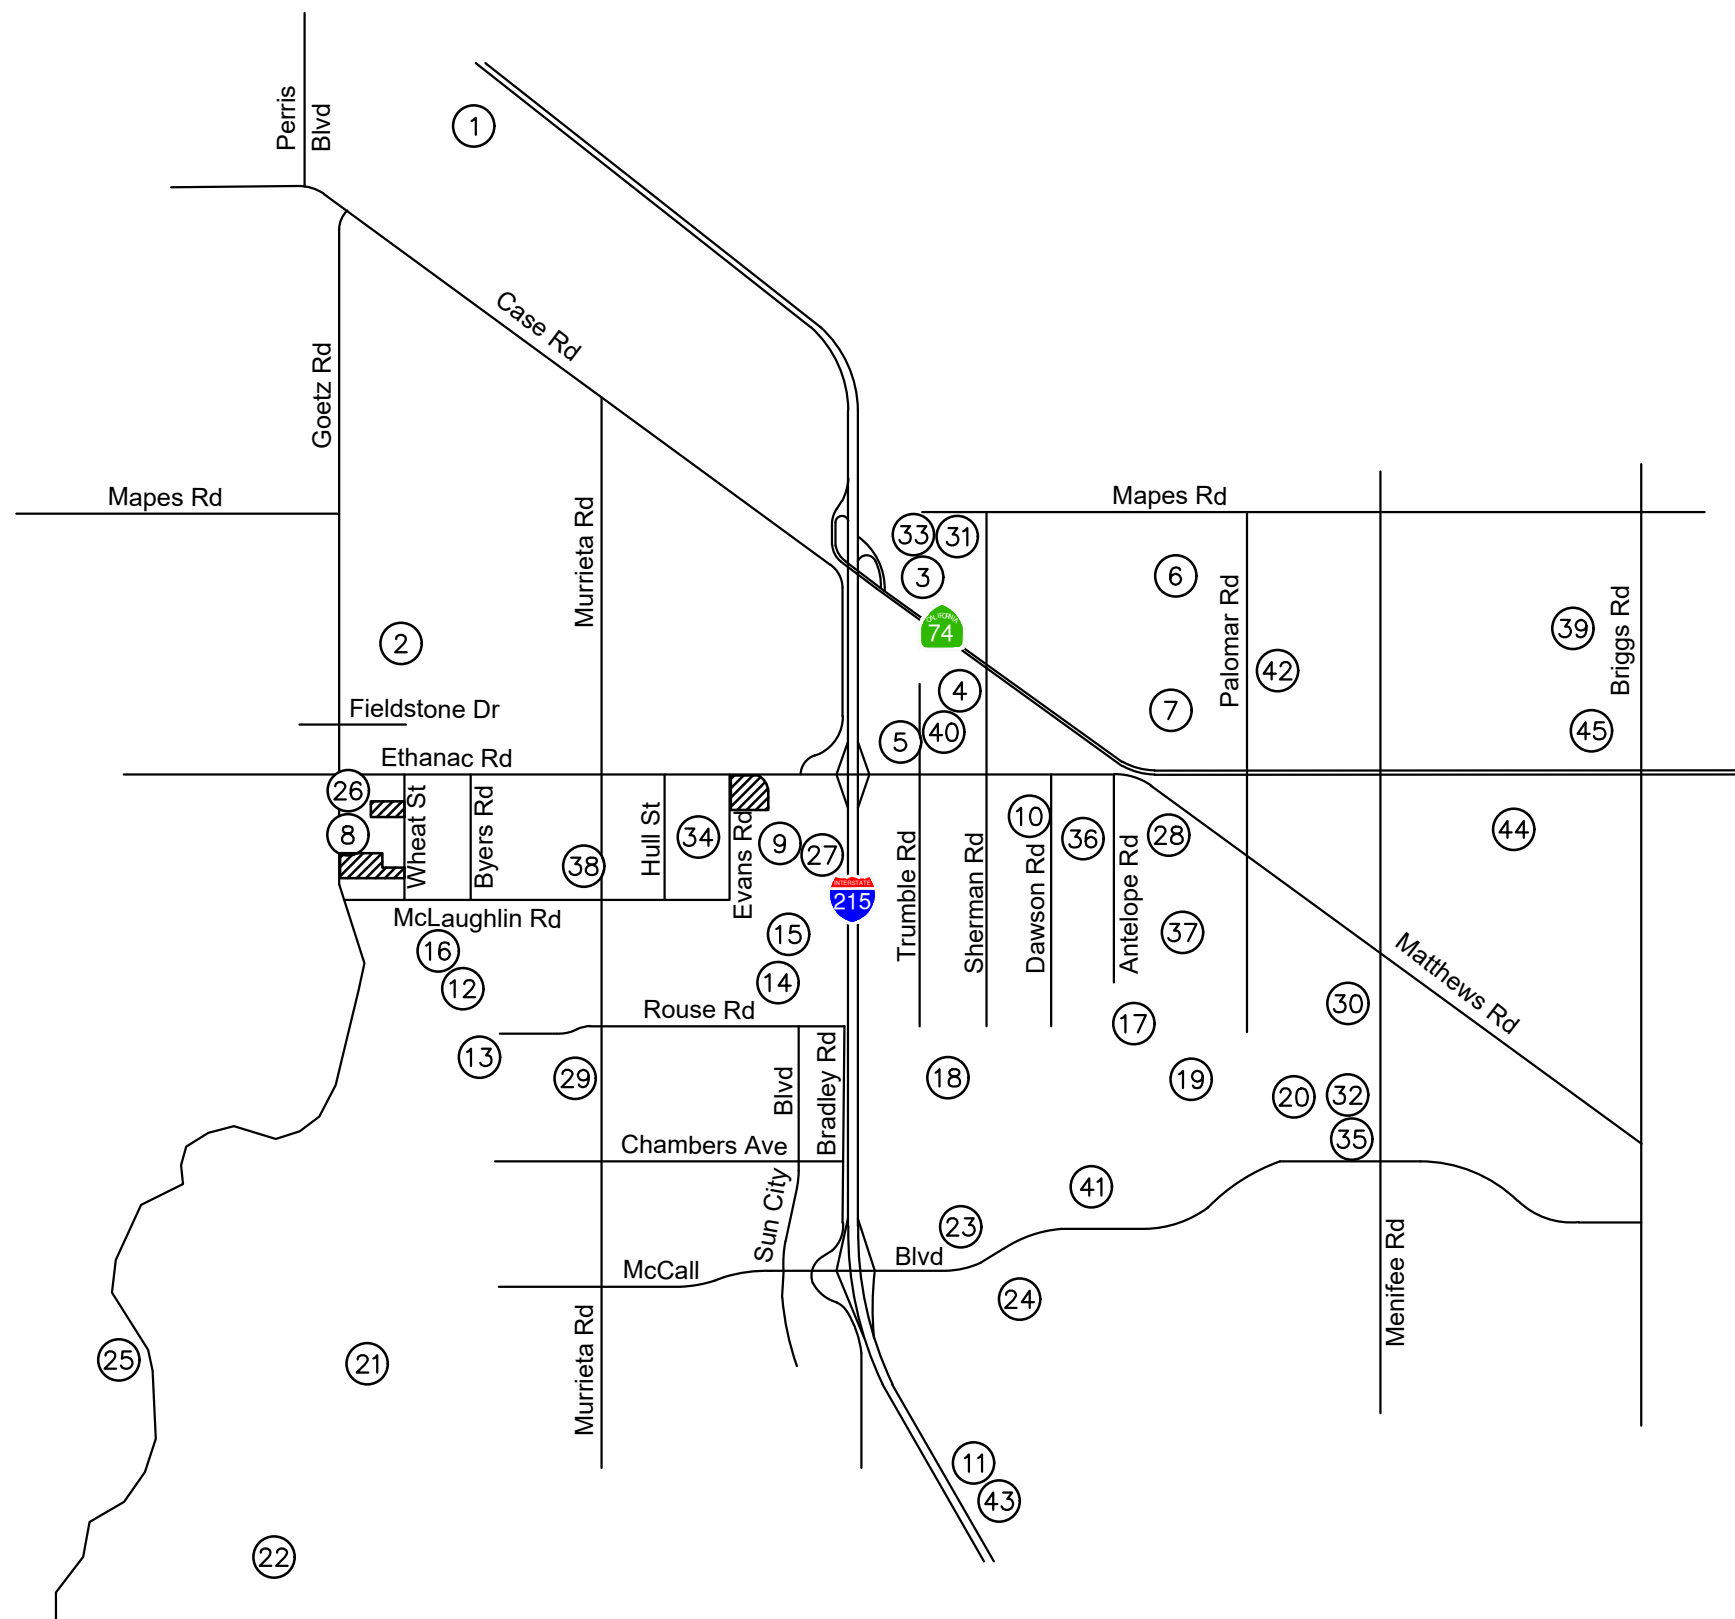 Perris
Blvd
1
Case Rd
Goetz Rd
Mapes Rd
Murrieta Rd
Mapes Rd
33
31
3
6
CALIFORNIA
74
Palomar Rd
Briggs Rd
39
2
42
4
7
Fieldstone Dr
5
40
45
Ethanac Rd
26
8
Wheat St
Byers Rd
38
Hull St
34
Evans Rd
9
27
INTERSTATE
215
Trumble Rd
Sherman Rd
10
Dawson Rd
36
Antelope Rd
28
44
McLaughlin Rd
16
12
15
14
37
Matthews Rd
30
Rouse Rd
17
13
29
Blvd
Bradley Rd
18
19
20
32
35
Chambers Ave
Sun City
41
23
McCall
Blvd
24
Menifee Rd
25
21
Murrieta Rd
11
43
22